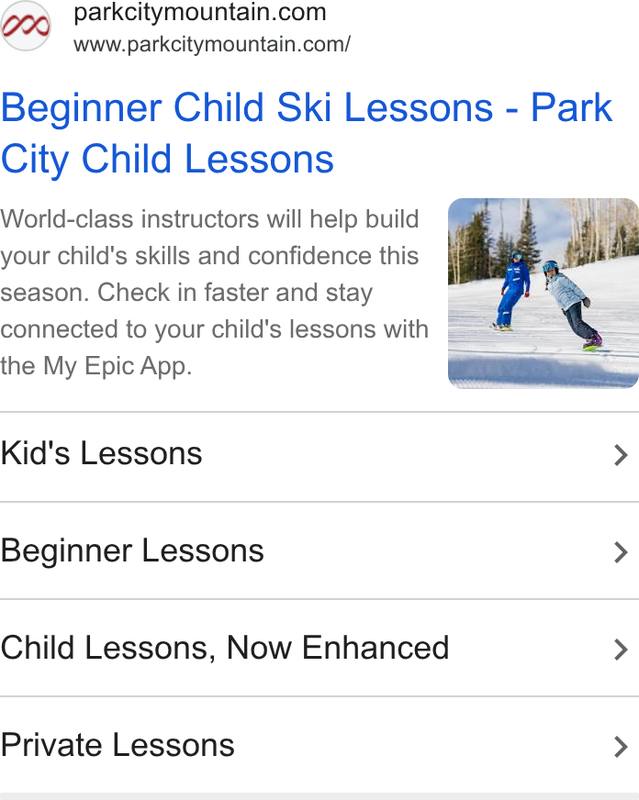 parkcitymountain.com
www.parkcitymountain.com/
Beginner Child Ski Lessons - Park
City Child Lessons
World-class instructors will help build
your child's skills and confidence this
season. Check in faster and stay
connected to your child's lessons with
the My Epic App.
Kid's Lessons
Beginner Lessons
Child Lessons, Now Enhanced
Private Lessons